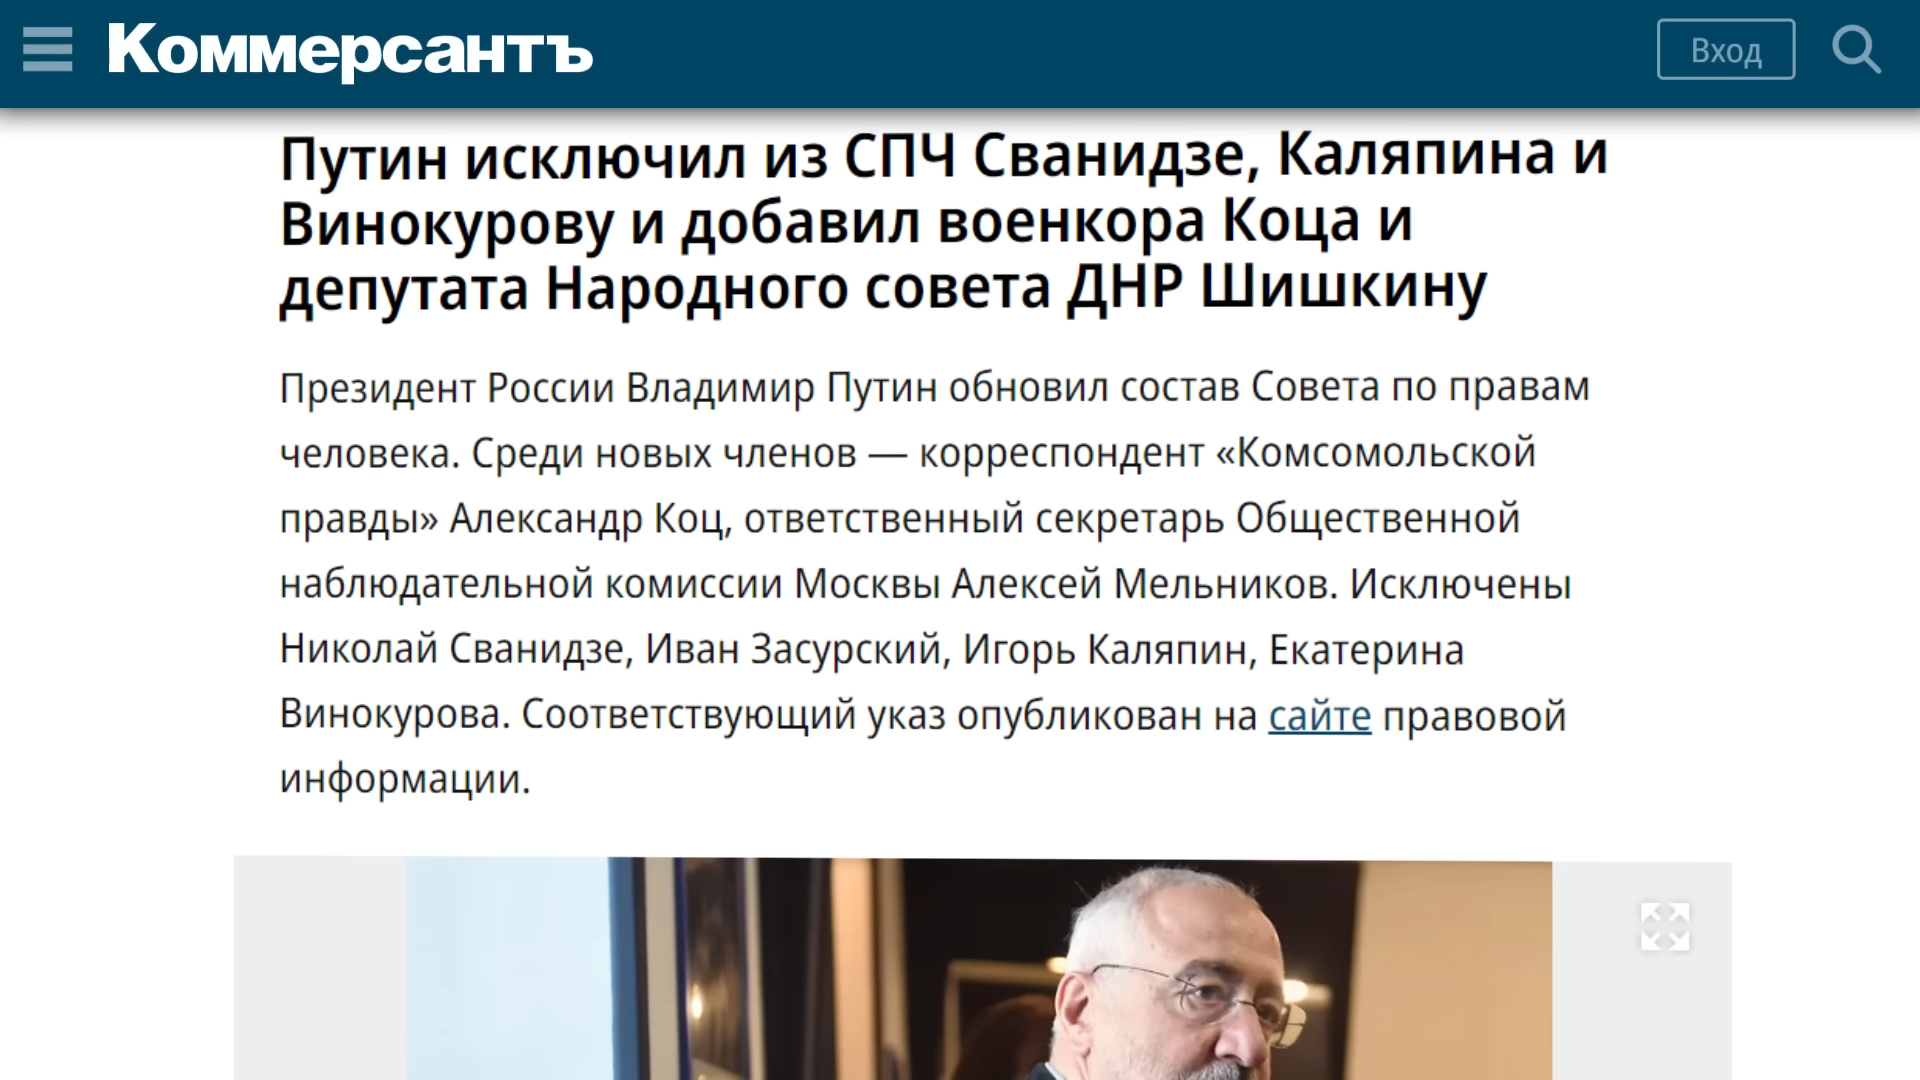 Коммерсантъ
Вход
Путин исключил из СПЧ Сванидзе, Каляпина и
Винокурову и добавил военкора Коца и
депутата Народного совета ДНР Шишкину
Президент России Владимир Путин обновил состав Совета по правам
человека. Среди новых членов — корреспондент «Комсомольской
правды» Александр Коц, ответственный секретарь Общественной
наблюдательной комиссии Москвы Алексей Мельников. Исключены
Николай Сванидзе, Иван Засурский, Игорь Каляпин, Екатерина
Винокурова. Соответствующий указ опубликован на сайте правовой
информации.